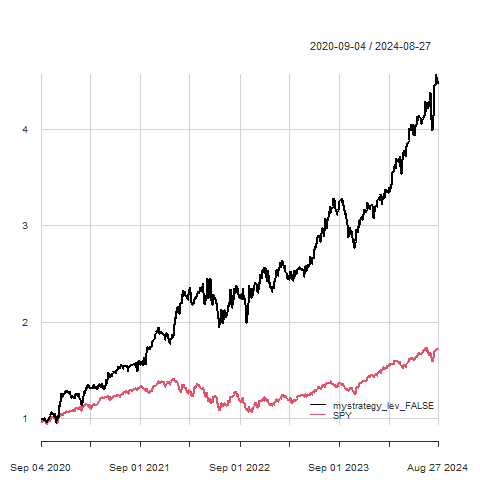 2020-09-04 / 2024-08-27
4
3
2
1
mystrategy_lev_FALSE
SPY
Sep 04 2020
Sep 01 2021
Sep 01 2022
Sep 01 2023
Aug 27 2024